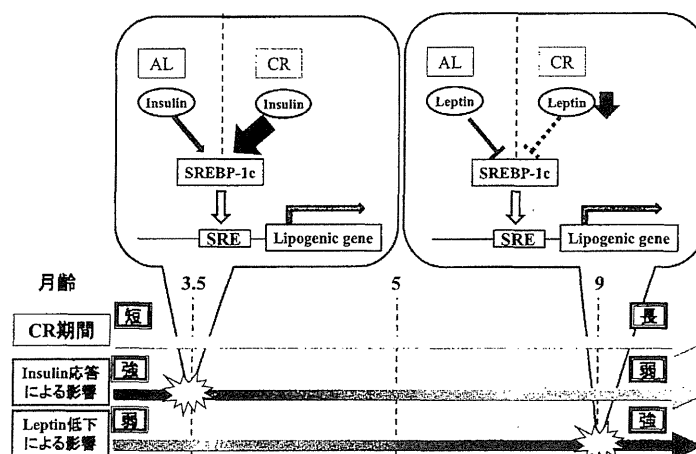 AL
CR
Insulin
Insulin
SREBP-1c
SRE
Lipogenic gene
AL
CR
Leptin
Leptin
SREBP-1c
SRE
Lipogenic gene
月齢
3.5
5
9
CR期間
短
長
Insulin応答
による影響
強
弱
Leptin低下
による影響
弱
強